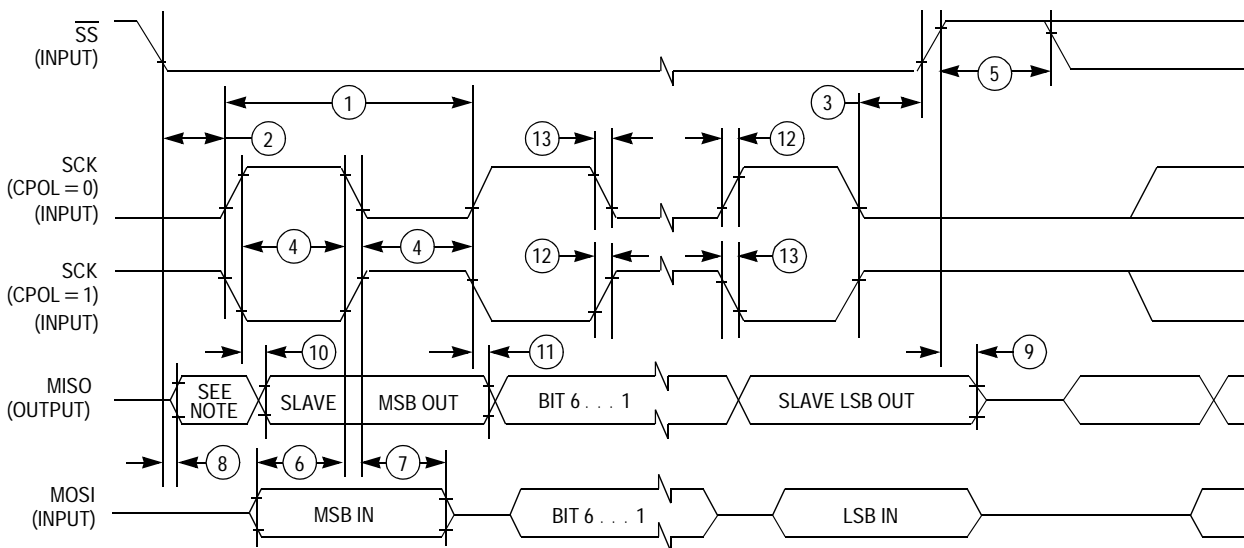 SS
(INPUT)
5
3
1
2
13
12
SCK
(CPOL = 0)
(INPUT)
4
4
12
13
SCK
(CPOL = 1)
(INPUT)
10
11
9
MISO
(OUTPUT)
SEE
NOTE
SLAVE
MSB OUT
BIT 6 . . . 1
SLAVE LSB OUT
8
6
7
MOSI
(INPUT)
MSB IN
BIT 6 . . . 1
LSB IN